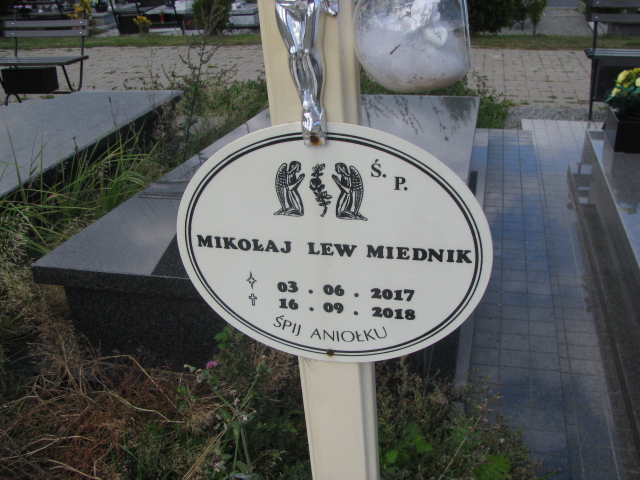 Ś. P.
MIKOŁAJ LEW MIEDNIK
03 . 06 . 2017
16 . 09 . 2018
ŚPIJ ANIOŁKU